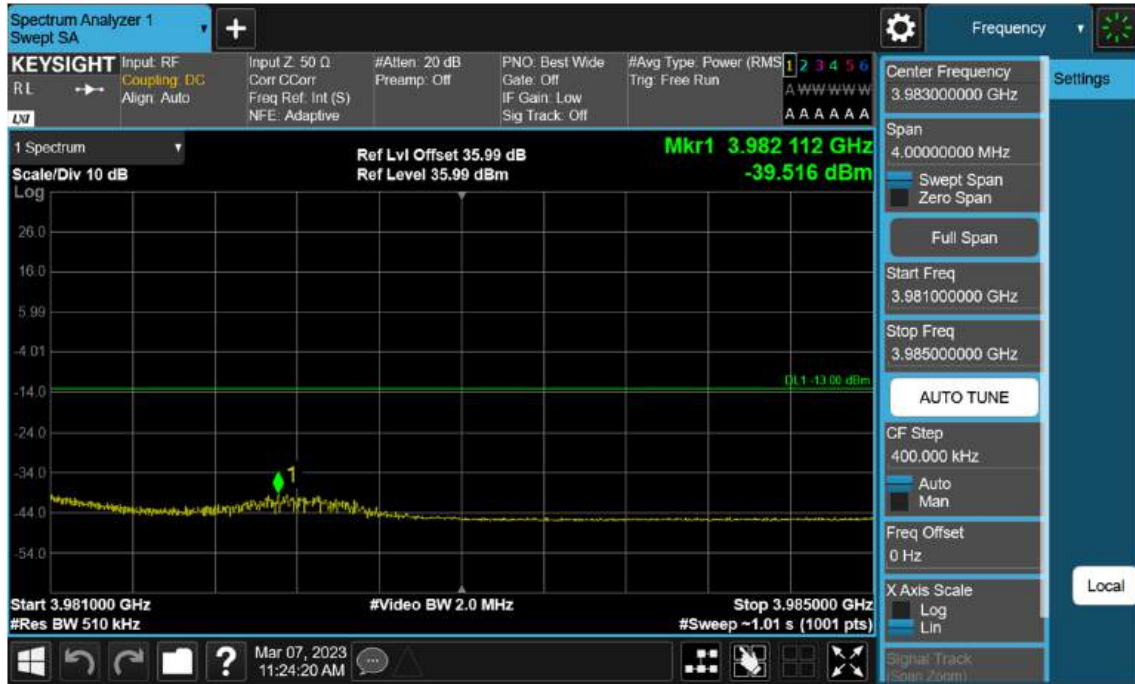 Spectrum Analyzer 1
Swept SA
+
Frequency
KEYSIGHT
RL
LXI
Input: RF
Coupling: DC
Align: Auto
Input Z: 50 Ω
Corr CCorr
Freq Ref: Int (S)
NFE: Adaptive
#Atten: 20 dB
Preamp: Off
PNO: Best Wide
Gate: Off
IF Gain: Low
Sig Track: Off
#Avg Type: Power (RMS
Trig: Free Run
1 2 3 4 5 6
A W W W W W
A A A A A A
1 Spectrum
Scale/Div 10 dB
Log
Ref Lvl Offset 35.99 dB
Ref Level 35.99 dBm
Mkr1 3.982 112 GHz
-39.516 dBm
26.0
16.0
5.99
-4.01
DL1 -13.00 dBm
-14.0
-24.0
-34.0
1
-44.0
-54.0
Start 3.981000 GHz
#Res BW 510 kHz
#Video BW 2.0 MHz
Stop 3.985000 GHz
#Sweep ~1.01 s (1001 pts)
Center Frequency
3.983000000 GHz
Span
4.00000000 MHz
Swept Span
Zero Span
Full Span
Start Freq
3.981000000 GHz
Stop Freq
3.985000000 GHz
AUTO TUNE
CF Step
400.000 kHz
Auto
Man
Freq Offset
0 Hz
X Axis Scale
Log
Lin
Signal Track
(Span Zoom)
Settings
Local
?
Mar 07, 2023
11:24:20 AM